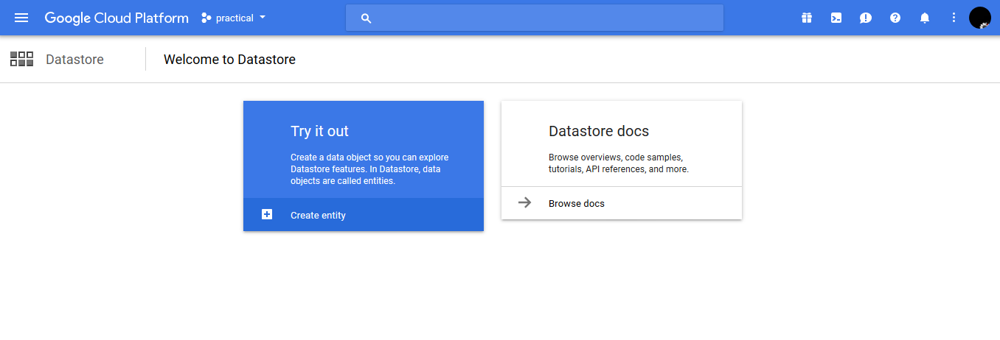 Google Cloud Platform practical
Datastore Welcome to Datastore
Try it out
Create a data object so you can explore
Datastore features. In Datastore, data
objects are called entities.
Create entity
Datastore docs
Browse overviews, code samples,
tutorials, API references, and more.
Browse docs